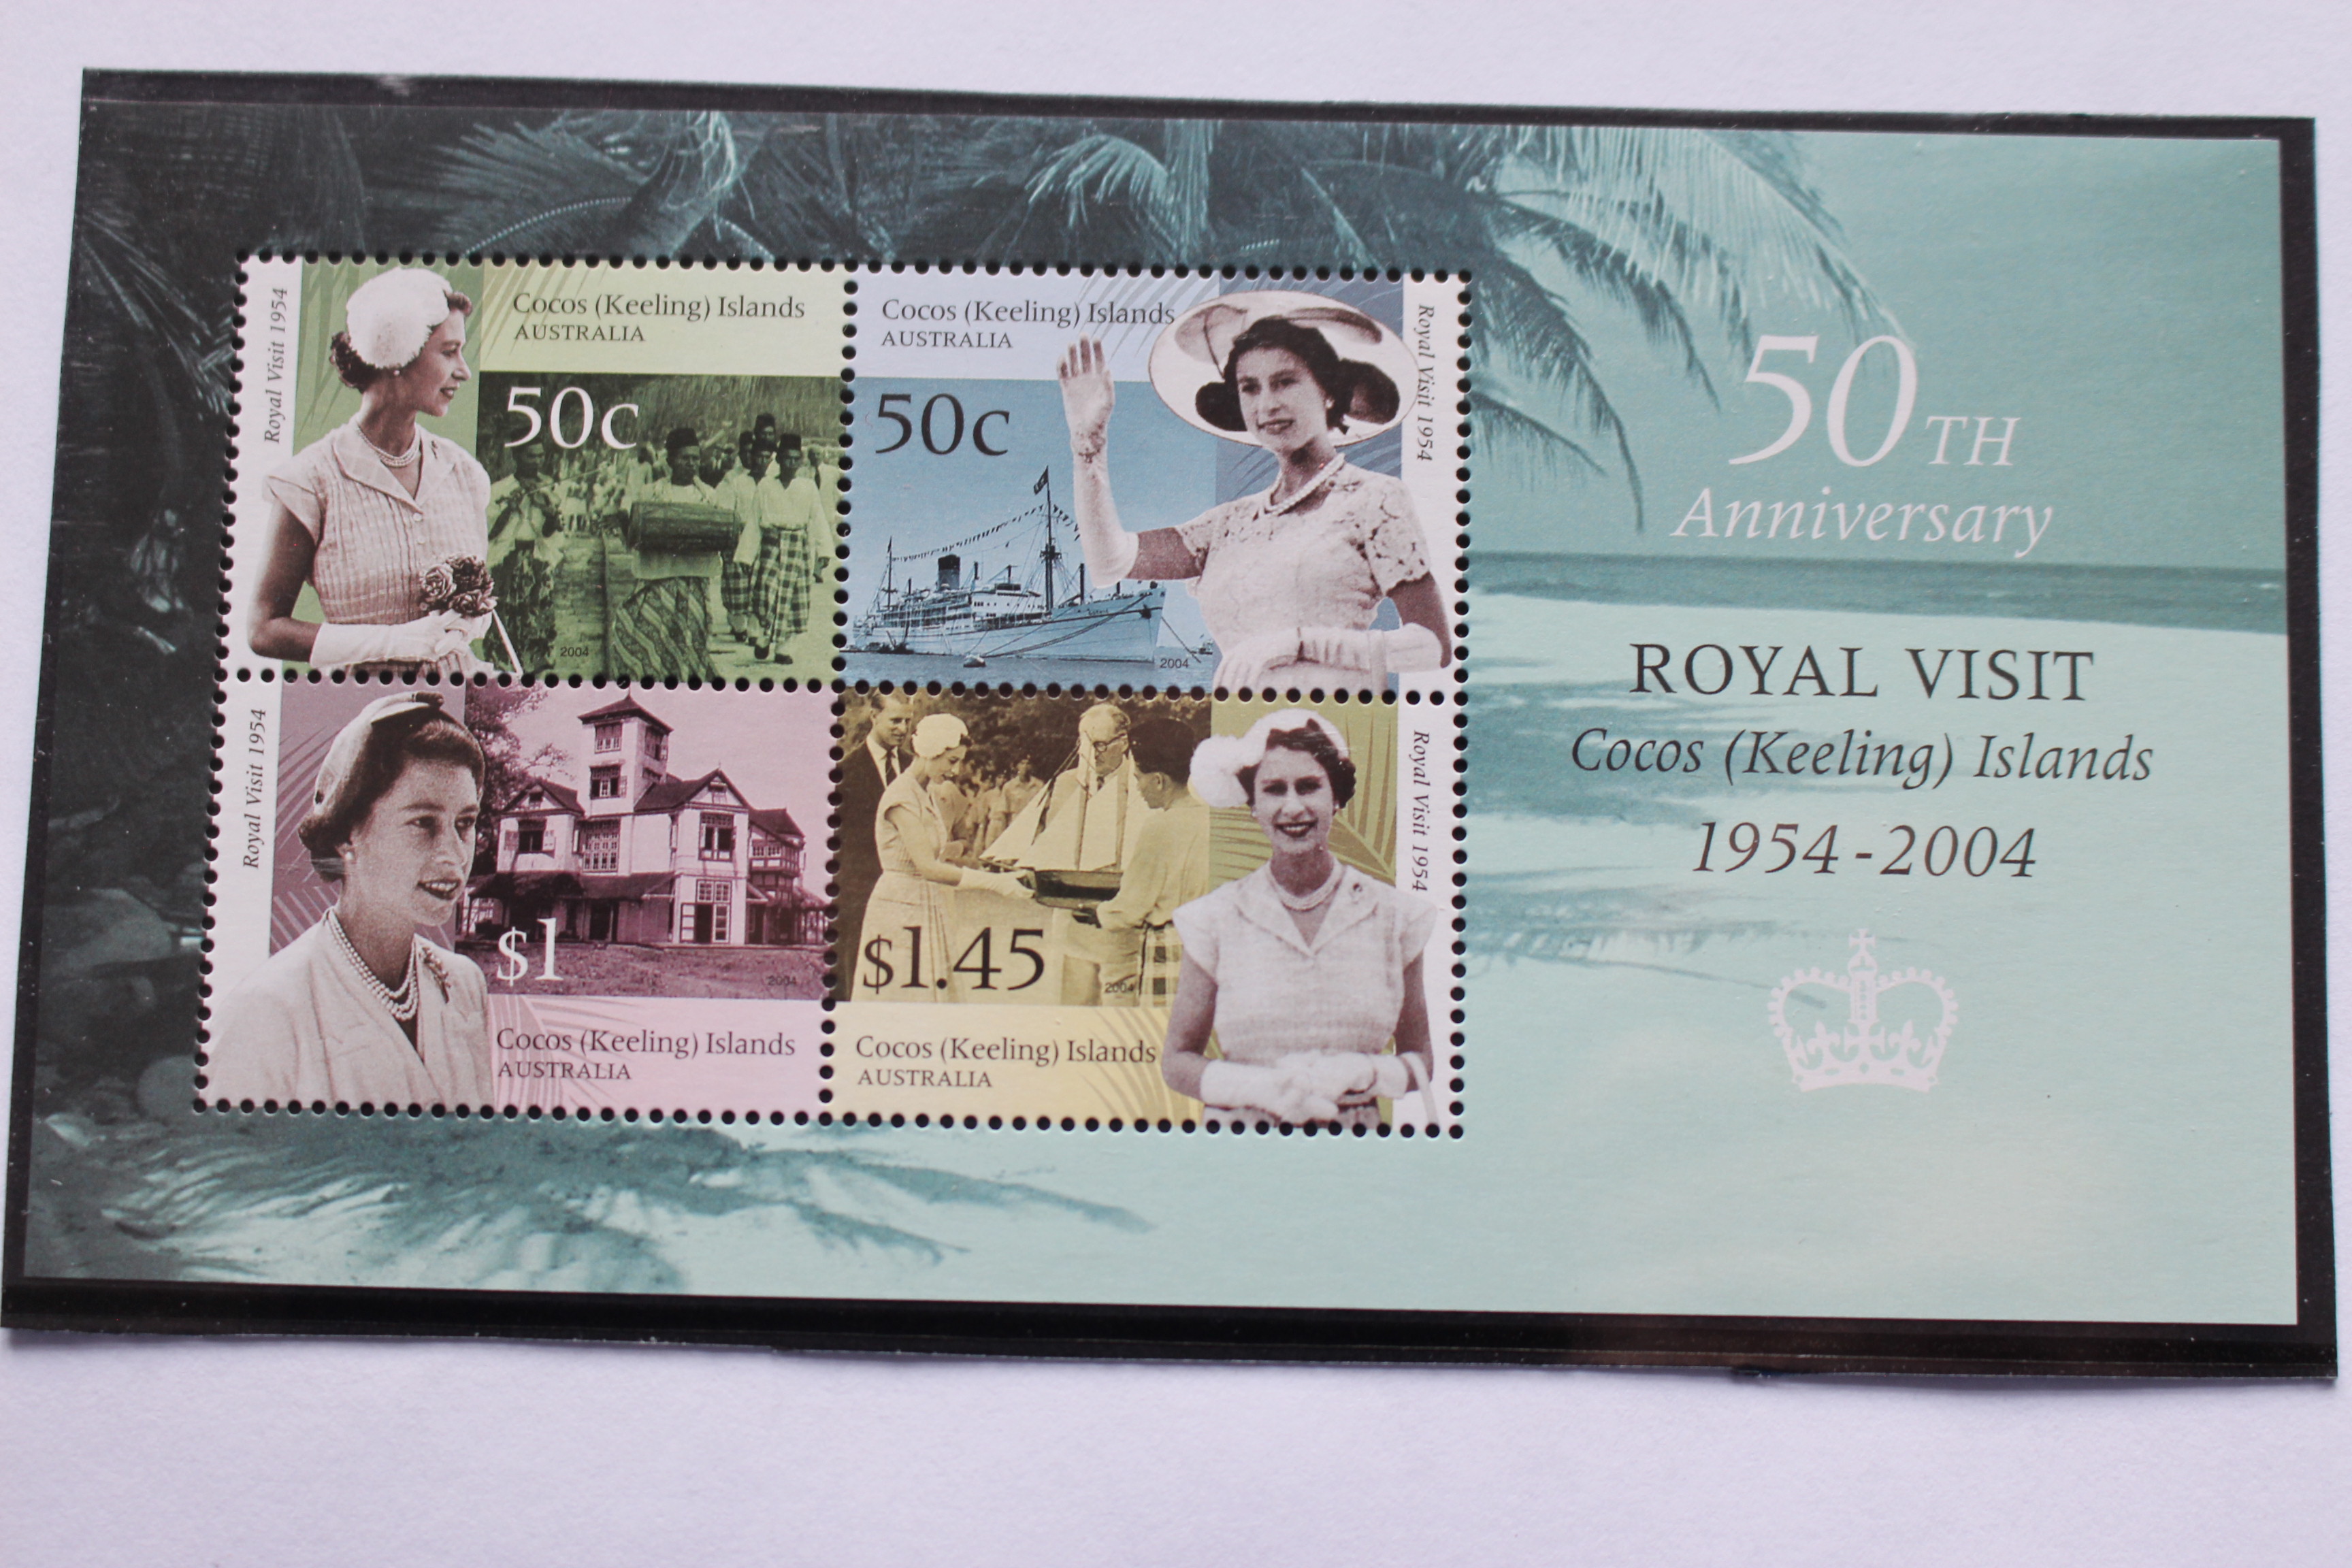 Royal Visit 1954
Cocos (Keeling) Islands
AUSTRALIA
50c
2004
Cocos (Keeling) Islands
AUSTRALIA
50c
2004
Royal Visit 1954
Royal Visit 1954
$1
2004
Cocos (Keeling) Islands
AUSTRALIA
$1.45
2004
Cocos (Keeling) Islands
AUSTRALIA
Royal Visit 1954
50TH
Anniversary
ROYAL VISIT
Cocos (Keeling) Islands
1954-2004